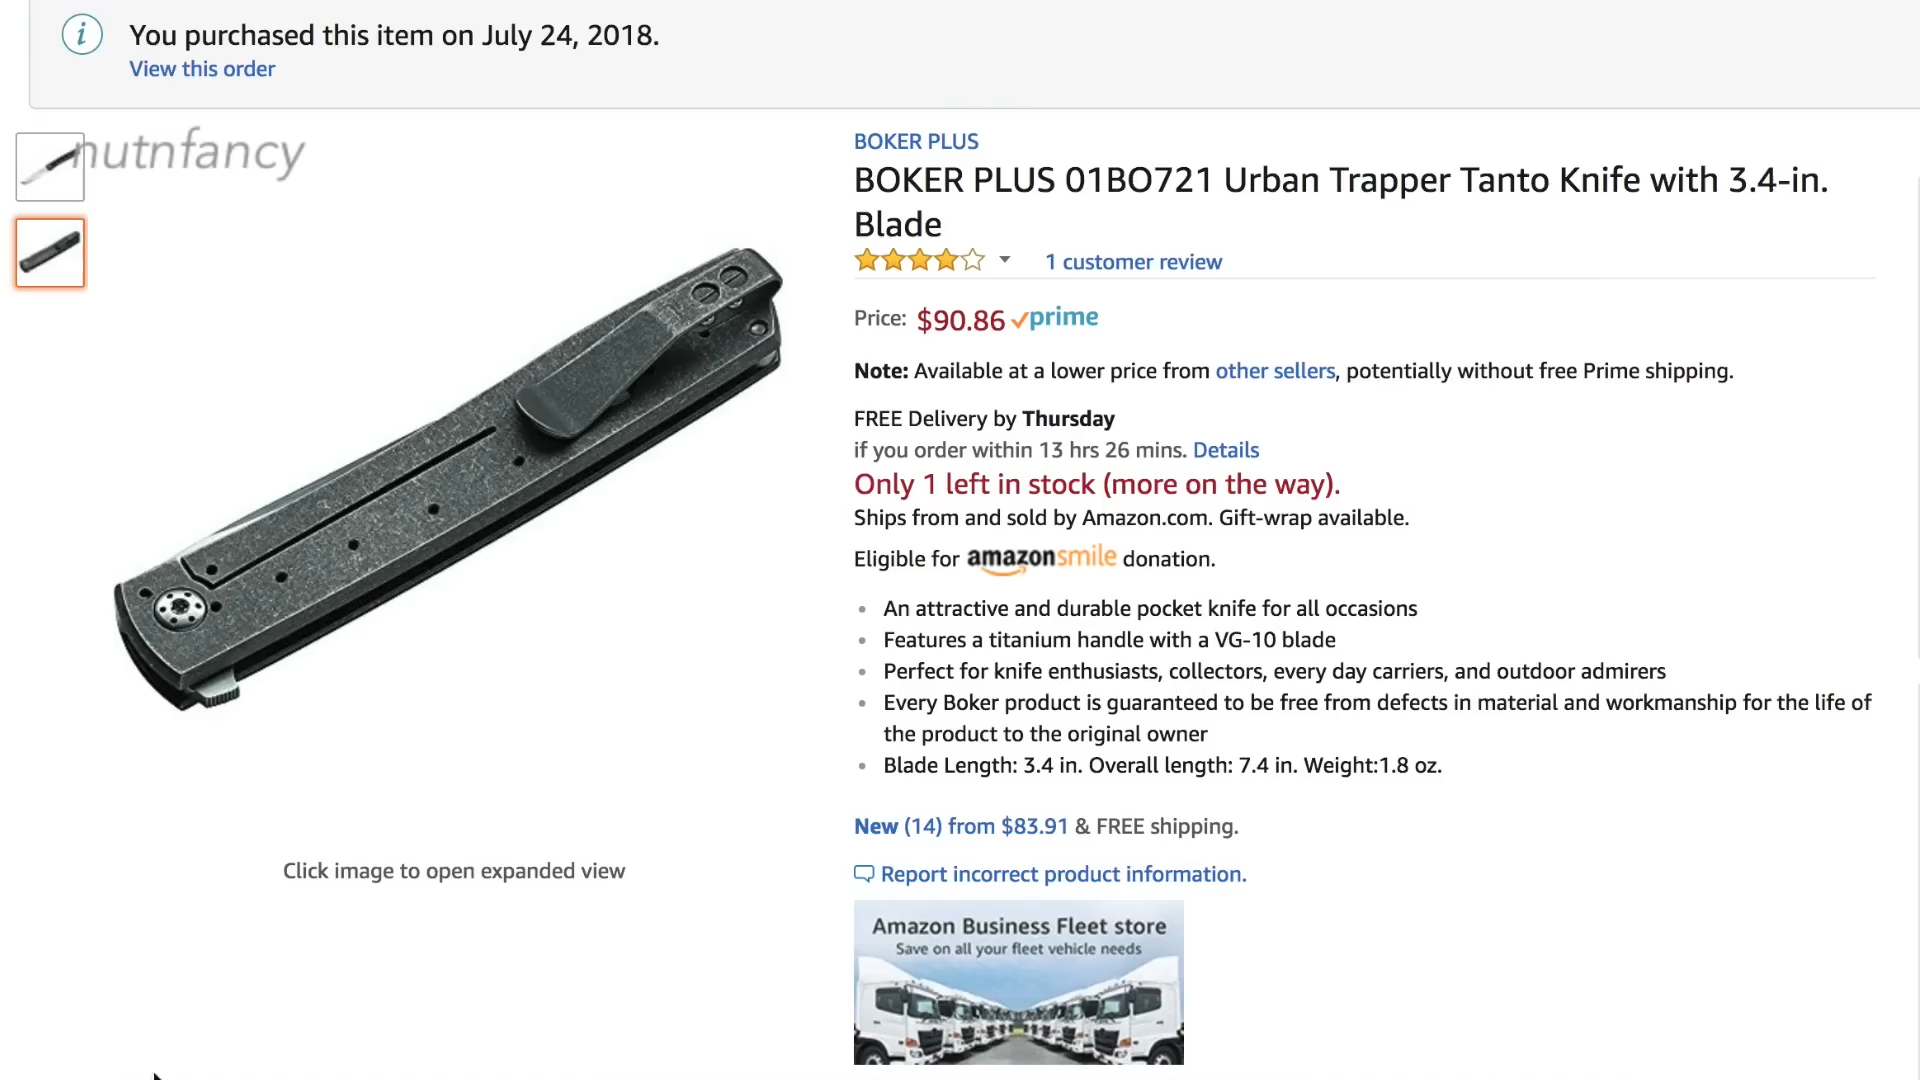 You purchased this item on July 24, 2018.
View this order
nutnfancy
BOKER PLUS
BOKER PLUS 01BO721 Urban Trapper Tanto Knife with 3.4-in.
Blade
1 customer review
Price: $90.86 prime
Note: Available at a lower price from other sellers, potentially without free Prime shipping.
FREE Delivery by Thursday
if you order within 13 hrs 26 mins. Details
Only 1 left in stock (more on the way).
Ships from and sold by Amazon.com. Gift-wrap available.
Eligible for amazonsmile donation.
• An attractive and durable pocket knife for all occasions
• Features a titanium handle with a VG-10 blade
• Perfect for knife enthusiasts, collectors, every day carriers, and outdoor admirers
• Every Boker product is guaranteed to be free from defects in material and workmanship for the life of
the product to the original owner
• Blade Length: 3.4 in. Overall length: 7.4 in. Weight:1.8 oz.
New (14) from $83.91 & FREE shipping.
Click image to open expanded view
Report incorrect product information.
Amazon Business Fleet store
Save on all your fleet vehicle needs